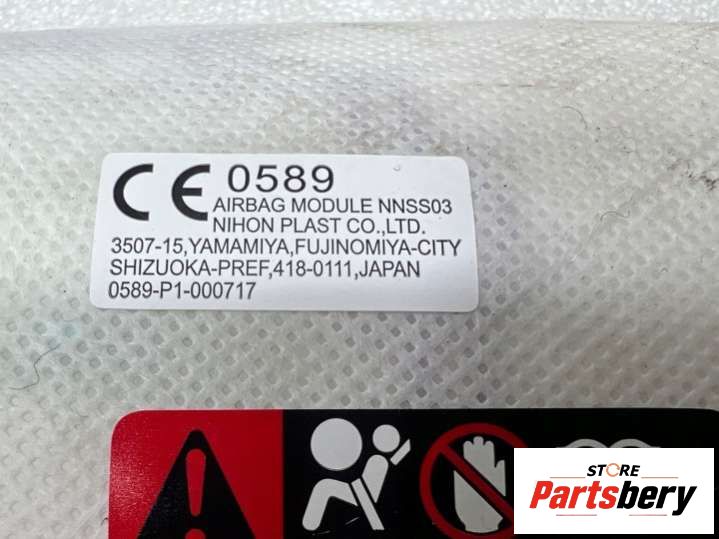 CE 0589
AIRBAG MODULE NNSS03
NIHON PLAST CO.,LTD.
3507-15,YAMAMIYA,FUJINOMIYA-CITY
SHIZUOKA-PREF,418-0111,JAPAN
0589-P1-000717
STORE
Partsbery